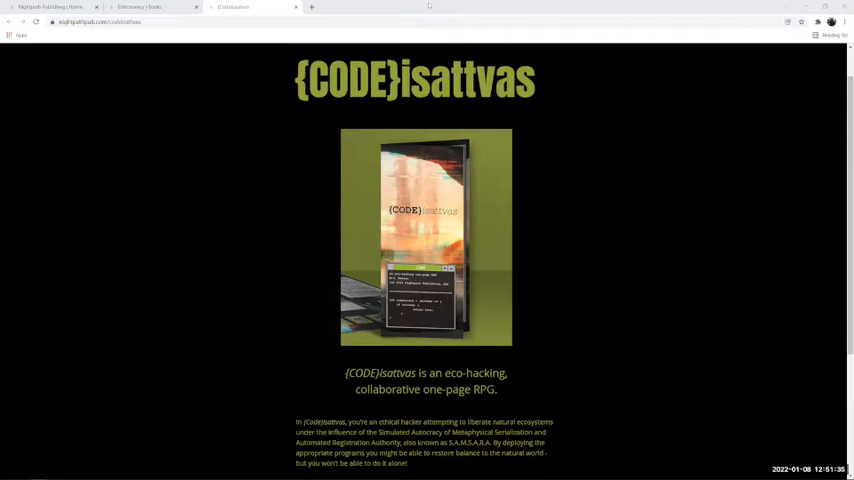 Nightpath Publishing | Home
Entromancy | Books
{Code}isattvas
nightpathpub.com/codeisattvas
Apps
Reading list
{CODE}isattvas
{CODE}isattvas
{CODE}isattvas is an eco-hacking,
collaborative one-page RPG.
In {Code}isattvas, you're an ethical hacker attempting to liberate natural ecosystems
under the influence of the Simulated Autocracy of Metaphysical Serialization and
Automated Registration Authority, also known as S.A.M.S.A.R.A. By deploying the
appropriate programs you might be able to restore balance to the natural world -
but you won't be able to do it alone!
2022-01-08 12:51:35